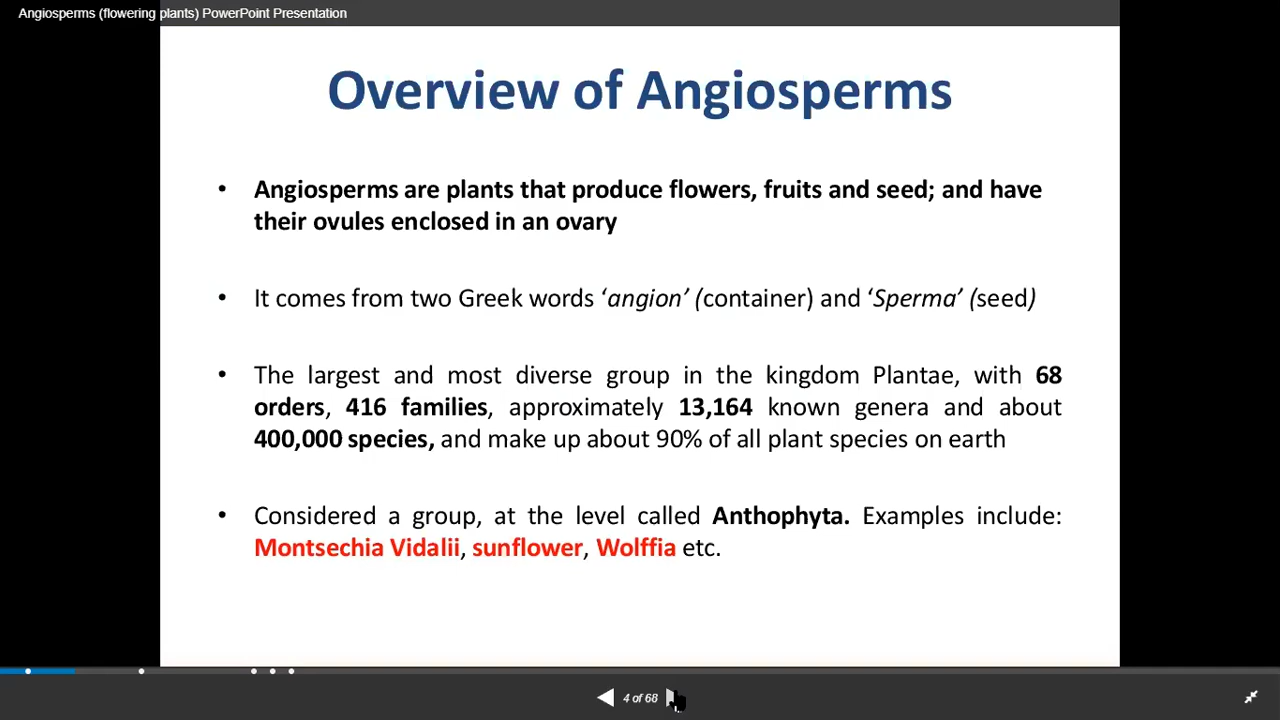 Angiosperms (flowering plants) PowerPoint Presentation
Overview of Angiosperms
• Angiosperms are plants that produce flowers, fruits and seed; and have
their ovules enclosed in an ovary
• It comes from two Greek words ‘angion’ (container) and ‘Sperma’ (seed)
• The largest and most diverse group in the kingdom Plantae, with 68
orders, 416 families, approximately 13,164 known genera and about
400,000 species, and make up about 90% of all plant species on earth
• Considered a group, at the level called Anthophyta. Examples include:
Montsechia Vidalii, sunflower, Wolffia etc.
4 of 68